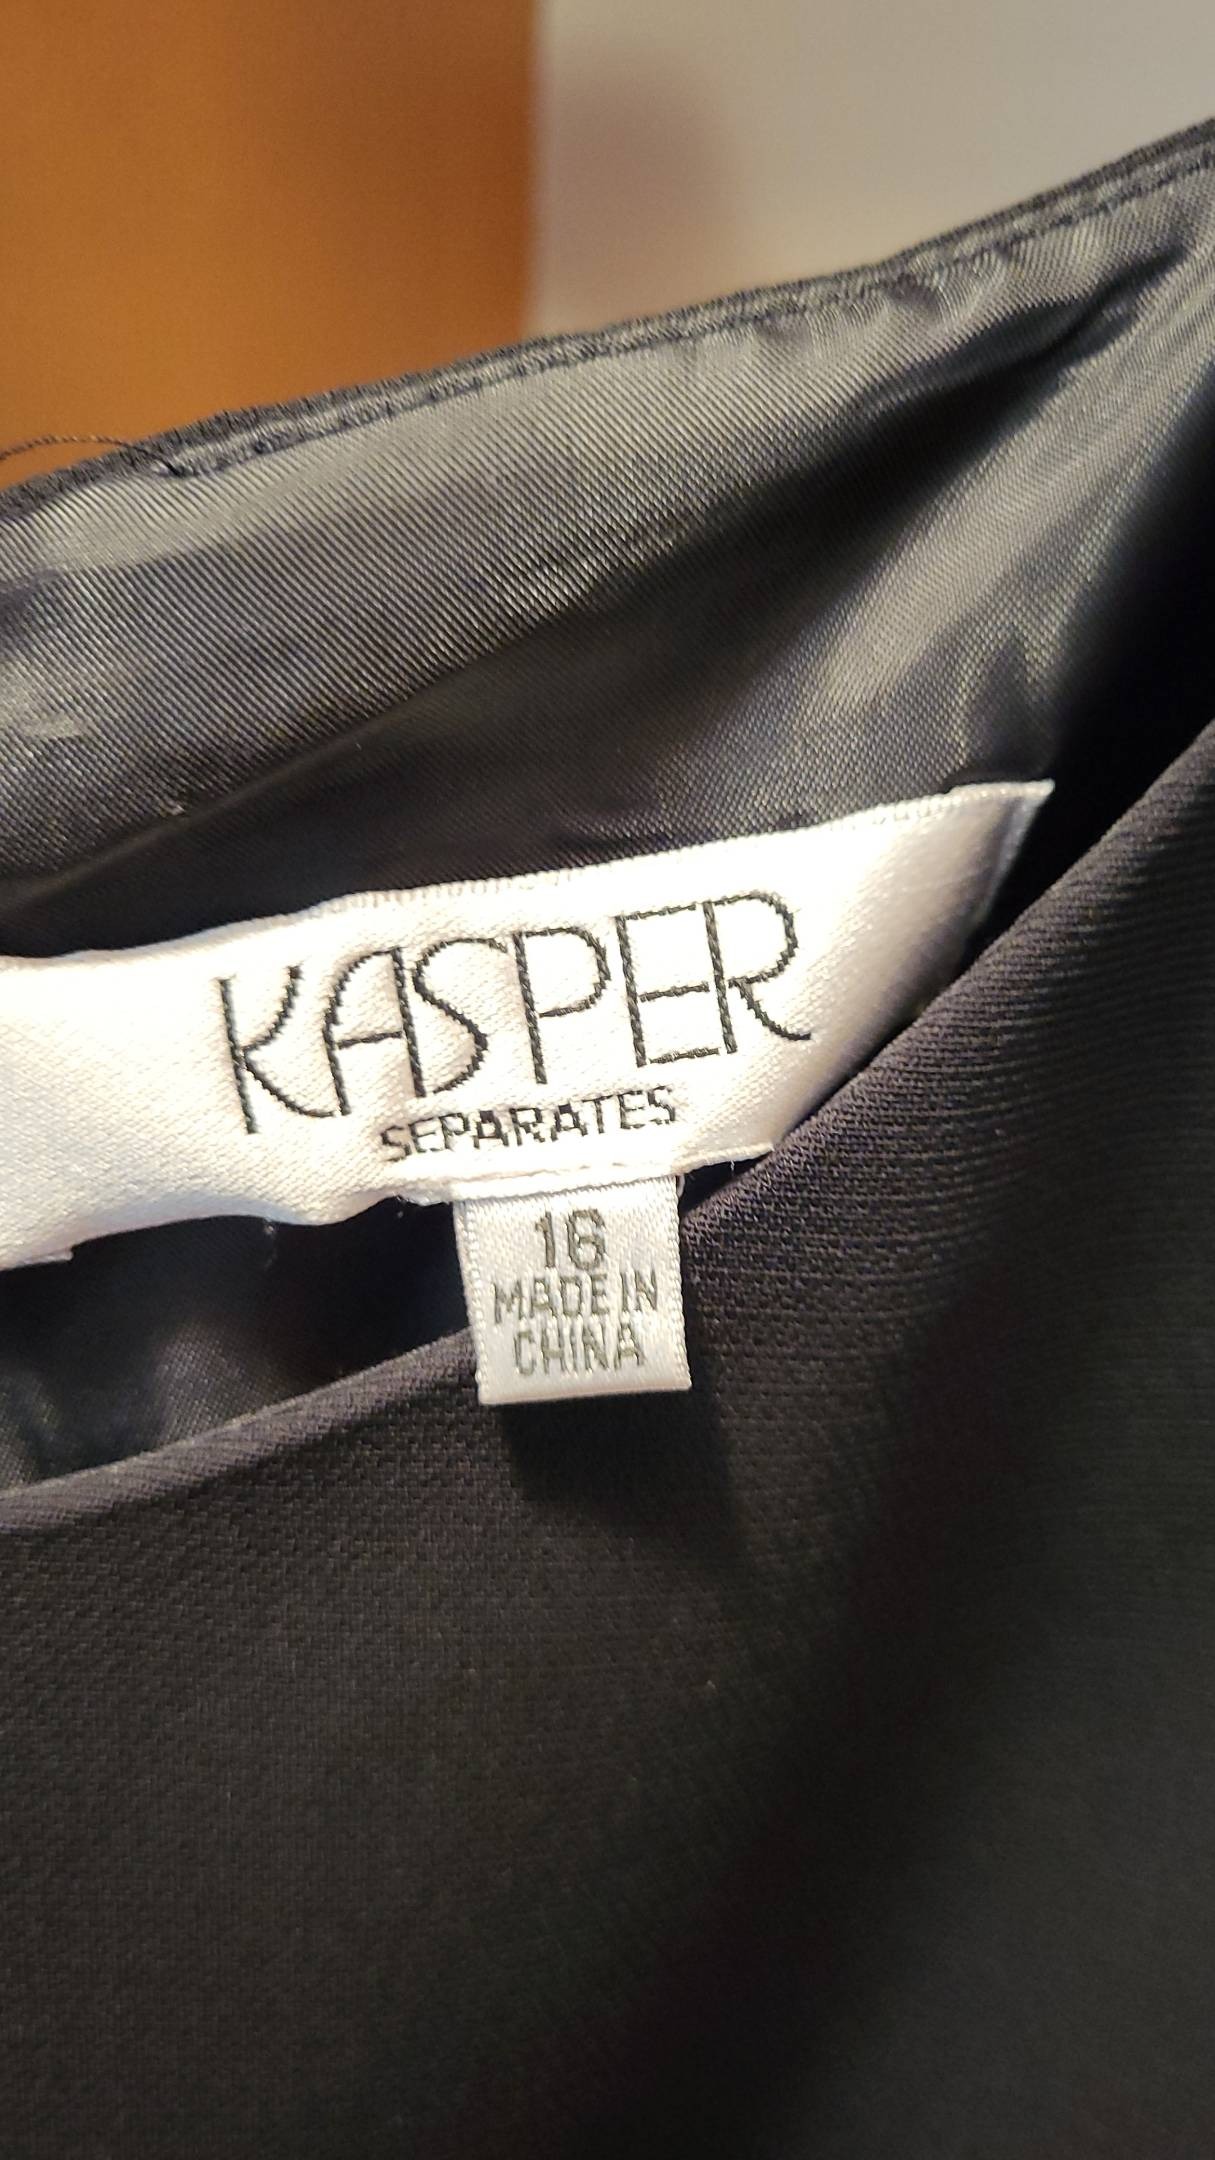 KASPER
SEPARATES
16
MADE IN
CHINA